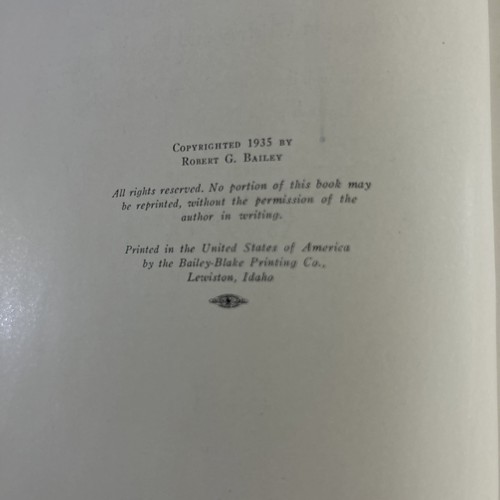 COPYRIGHTED 1935 BY
ROBERT G. BAILEY
All rights reserved. No portion of this book may
be reprinted, without the permission of the
author in writing.
Printed in the United States of America
by the Bailey-Blake Printing Co.,
Lewiston, Idaho